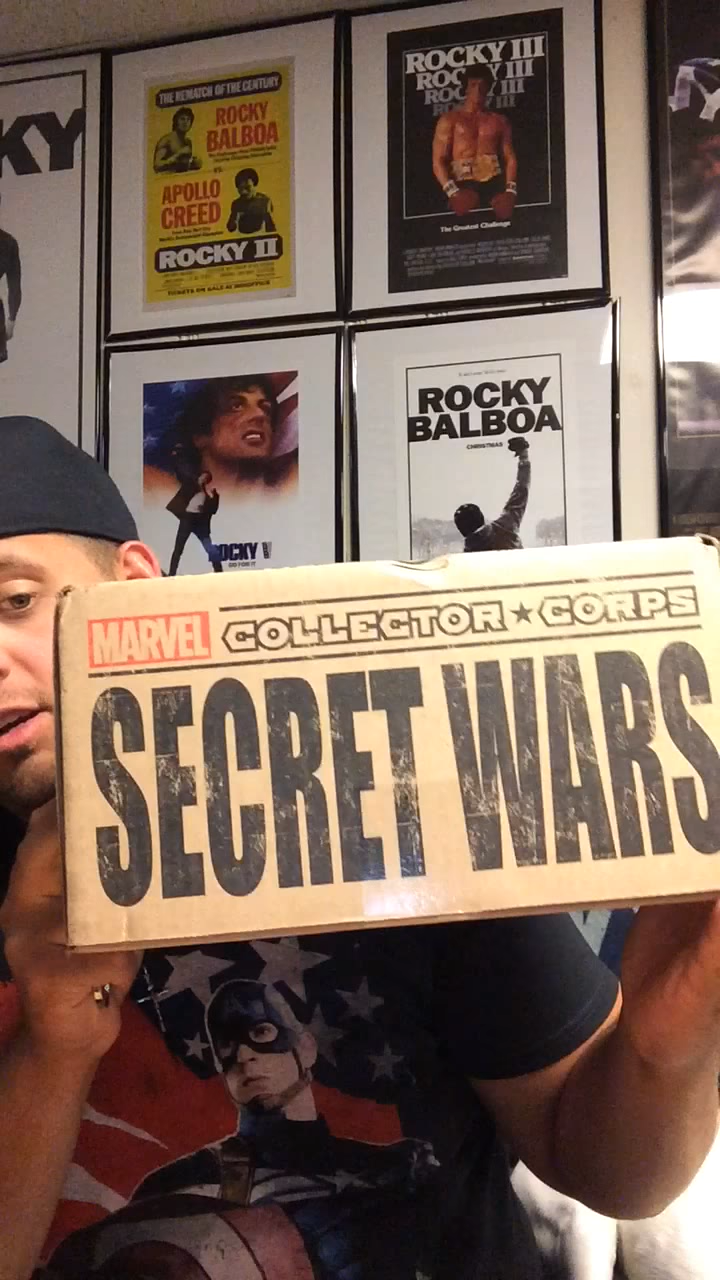 KY
THE REMATCH OF THE CENTURY
ROCKY
BALBOA
VS.
APOLLO
CREED
ROCKY II
TICKETS ON SALE AT BOXOFFICE
ROCKY III
ROCKY III
ROCKY III
ROCKY III
The Greatest Challenge
ROCKY V
GO FOR IT
ROCKY
BALBOA
CHRISTMAS
MARVEL COLLECTOR★CORPS
SECRET WARS